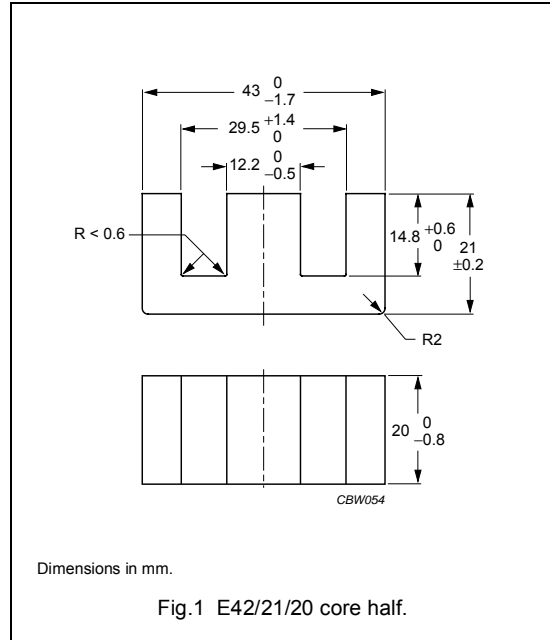 43 0 −1.7
29.5 +1.4 0
12.2 0 −0.5
R < 0.6
14.8 +0.6 0
21 ±0.2
R2
20 0 −0.8
CBW054
Dimensions in mm.
Fig.1 E42/21/20 core half.